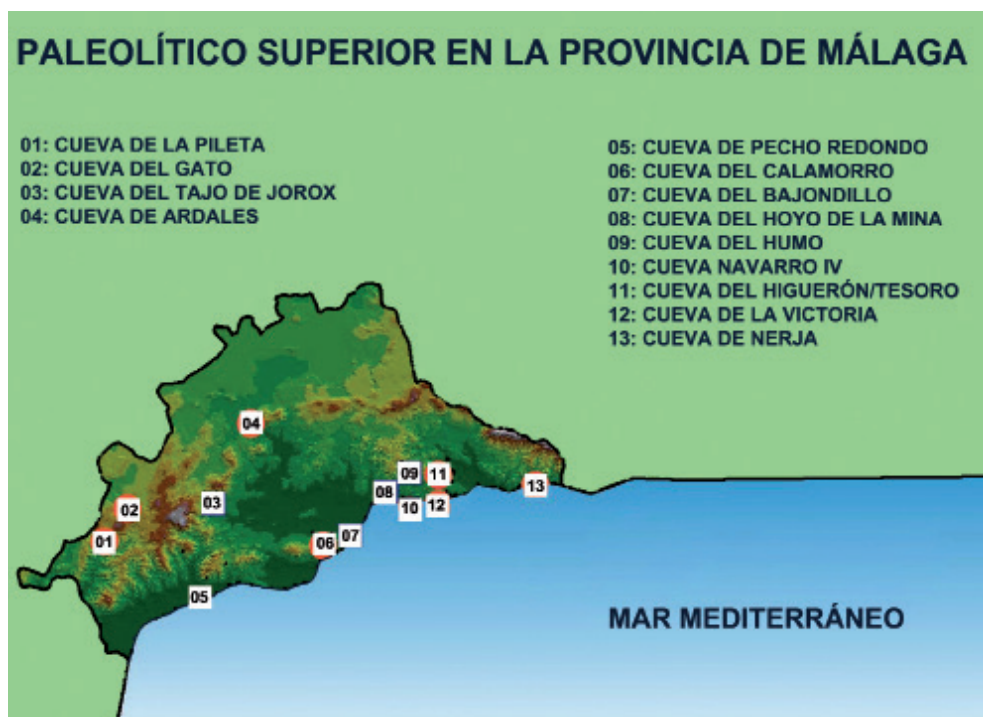 PALEOLÍTICO SUPERIOR EN LA PROVINCIA DE MÁLAGA
01: CUEVA DE LA PILETA
02: CUEVA DEL GATO
03: CUEVA DEL TAJO DE JOROX
04: CUEVA DE ARDALES
05: CUEVA DE PECHO REDONDO
06: CUEVA DEL CALAMORRO
07: CUEVA DEL BAJONDILLO
08: CUEVA DEL HOYO DE LA MINA
09: CUEVA DEL HUMO
10: CUEVA NAVARRO IV
11: CUEVA DEL HIGUERÓN/TESORO
12: CUEVA DE LA VICTORIA
13: CUEVA DE NERJA
04
09
11
13
08
03
02
10
12
07
01
06
05
MAR MEDITERRÁNEO